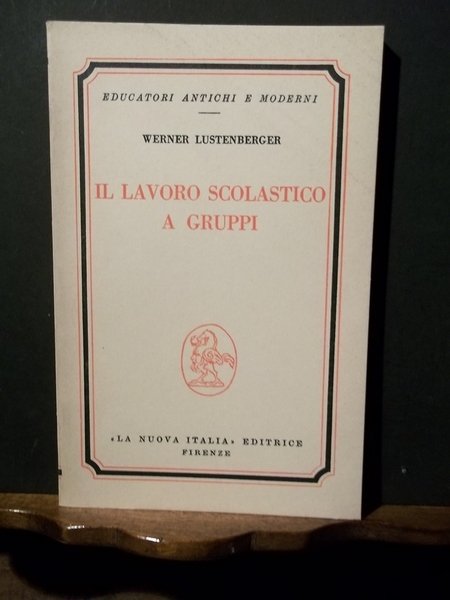 EDUCATORI ANTICHI E MODERNI
WERNER LUSTENBERGER
IL LAVORO SCOLASTICO
A GRUPPI
«LA NUOVA ITALIA» EDITRICE
FIRENZE